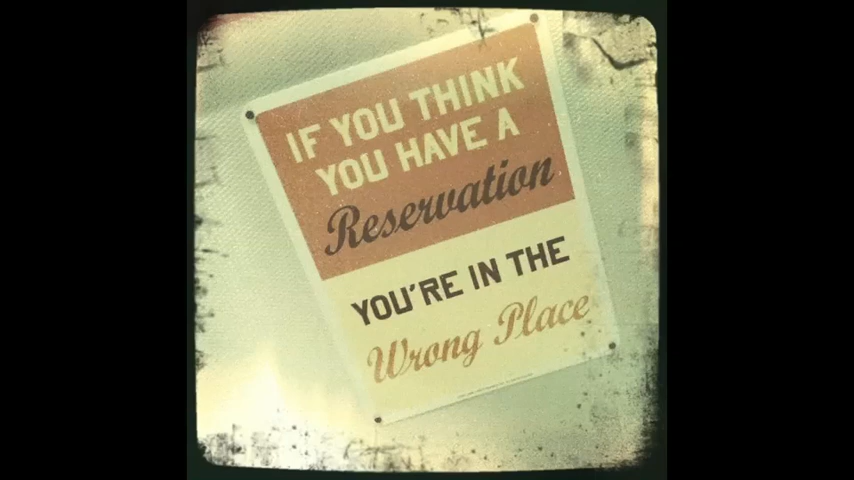 IF YOU THINK
YOU HAVE A
Reservation
YOU'RE IN THE
Wrong Place